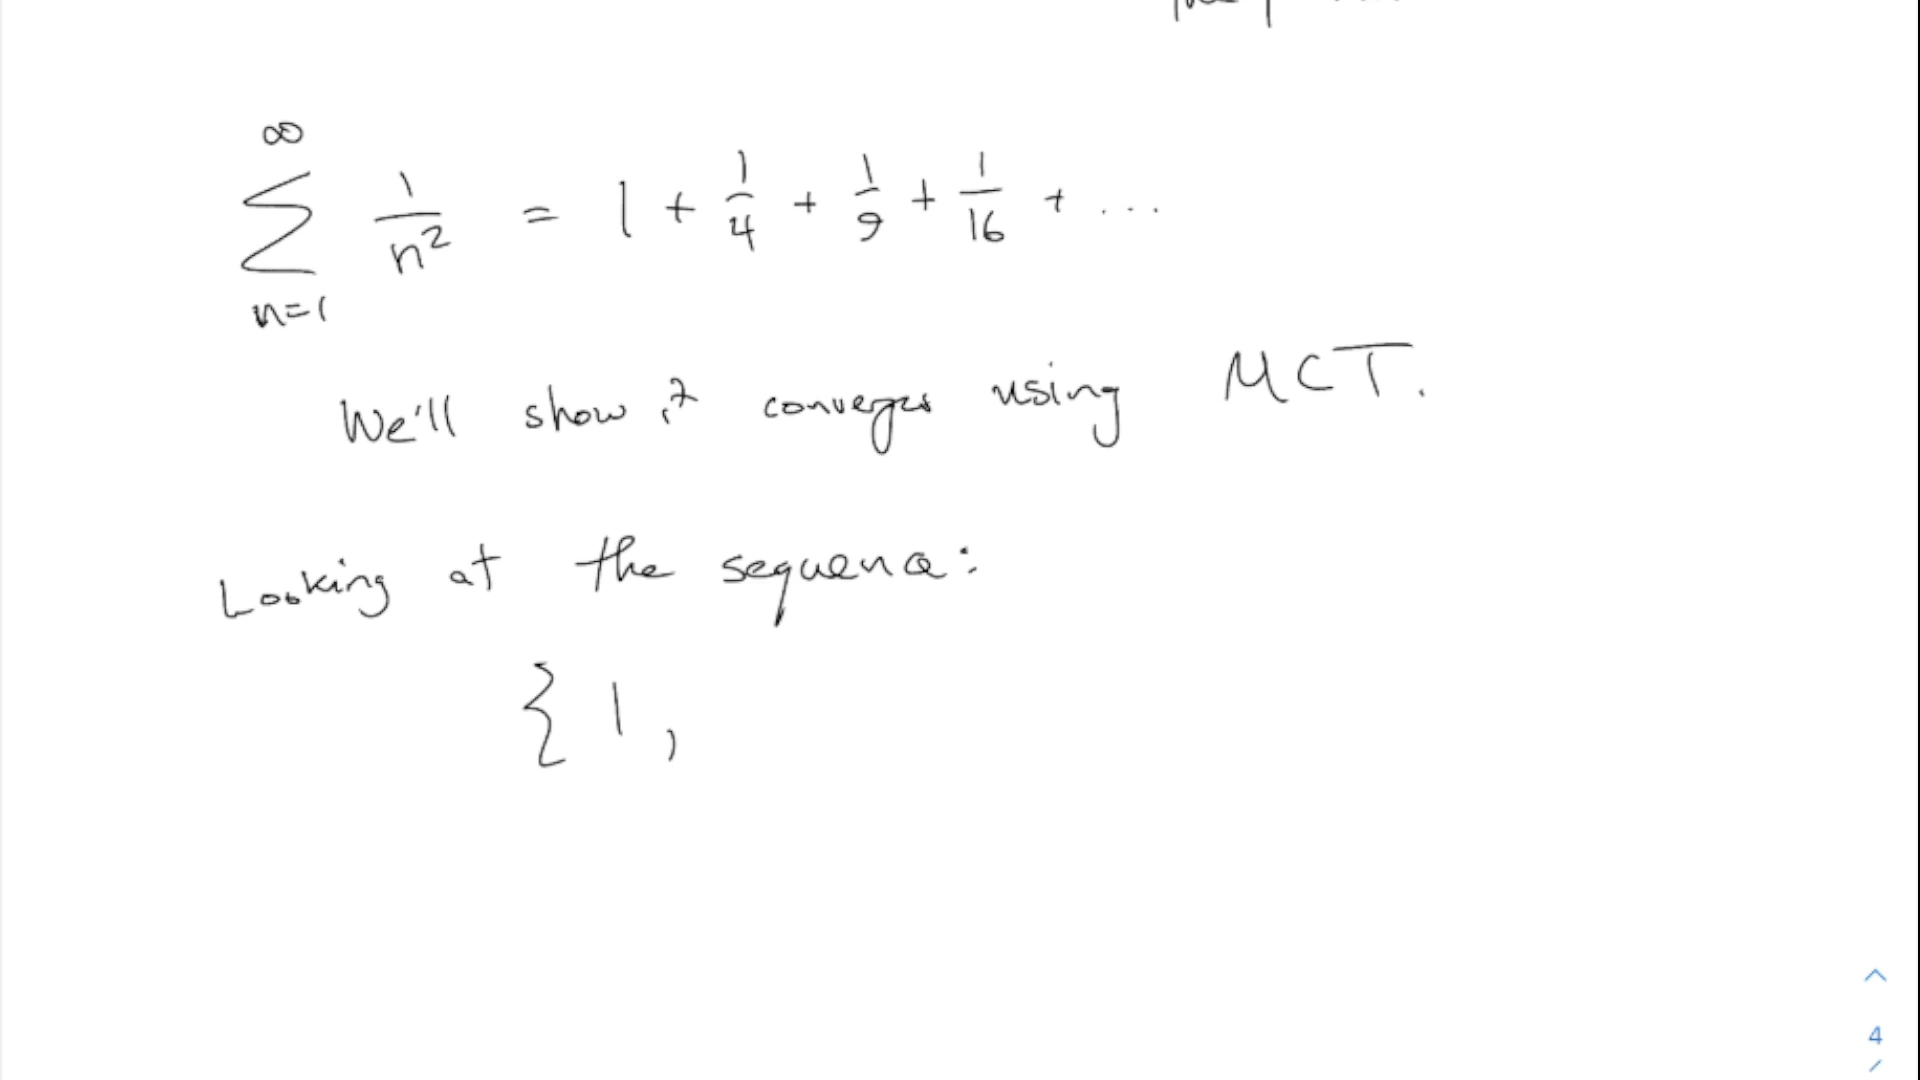 ∞
∑ 1/n² = 1 + 1/4 + 1/9 + 1/16 + ...
n=1
We'll show it converges using MCT.
Looking at the sequence:
{ 1 ,
4